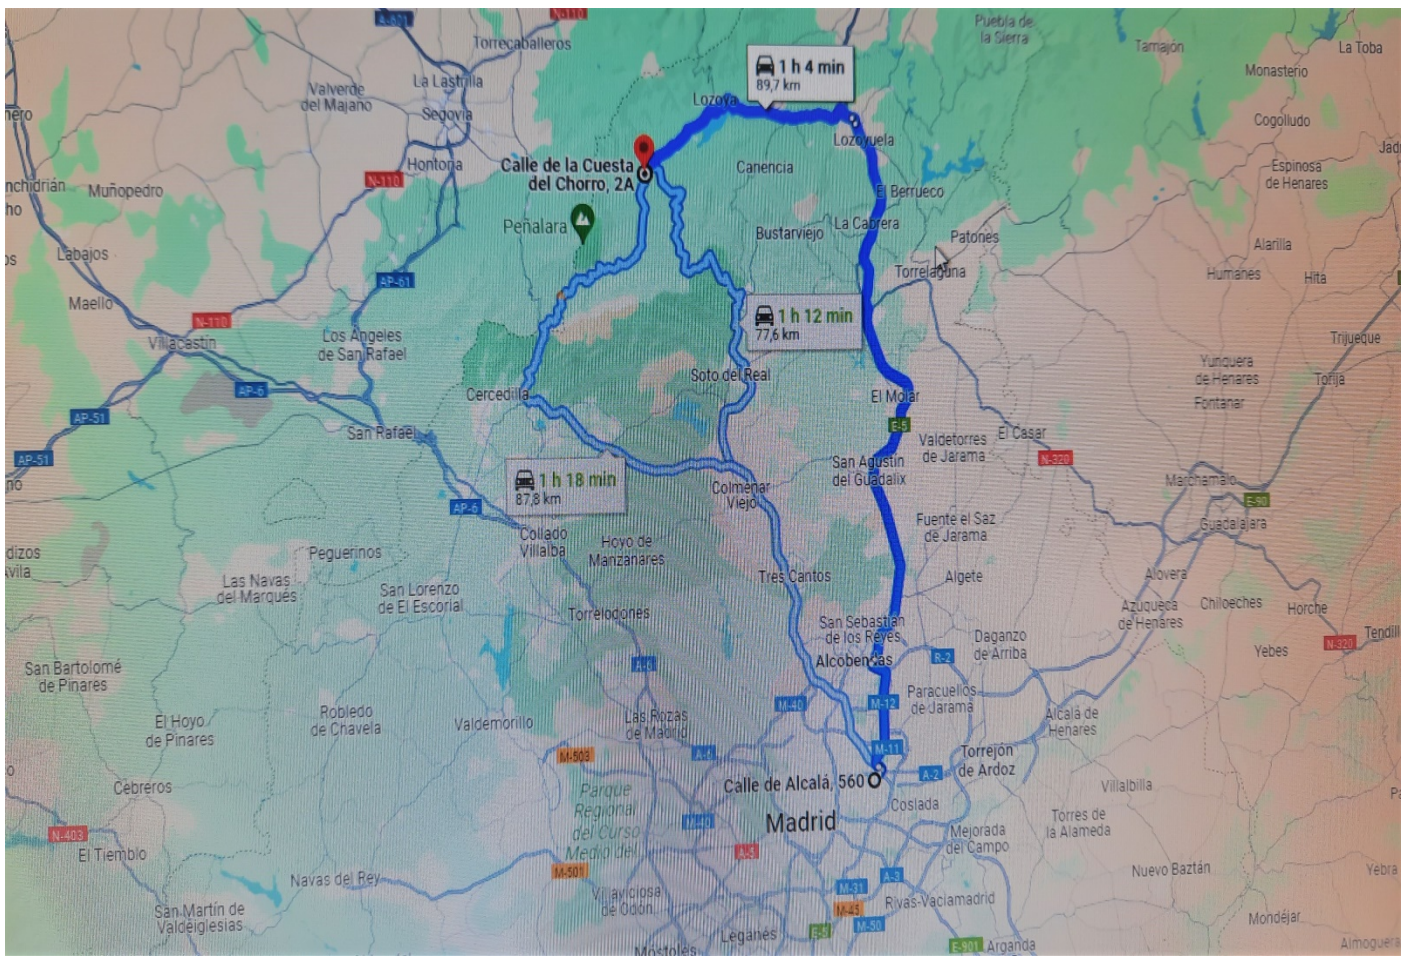 A-601
N-110
Puebla de
la Sierra
Torrecaballeros
Tamajón
La Toba
1 h 4 min
89,7 km
La Lastrilla
Monasterio
Valverde
del Majano
Lozoya
Segovia
Cogolludo
Lozoyuela
Hontoria
Calle de la Cuesta
del Chorro, 2A
Canencia
Espinosa
de Henares
N-110
Muñopedro
El Berrueco
Peñalara
La Cabrera
Bustarviejo
Patones
Alarilla
Labajos
Torrelaguna
Humanes
Hita
AP-61
Maello
N-110
1 h 12 min
77,6 km
Villacastín
Los Ángeles
de San Rafael
Trijueque
Yunquera
de Henares
Soto del Real
Torija
AP-6
Cercedilla
El Molar
Fontanar
AP-51
E-5
San Rafael
Valdetorres
de Jarama
El Casar
AP-51
N-320
San Agustín
del Guadalix
1 h 18 min
87,8 km
Marchamalo
Colmenar
Viejo
E-90
AP-6
Fuente el Saz
de Jarama
Guadalajara
Collado
Villalba
Hoyo de
Manzanares
Peguerinos
Las Navas
del Marqués
San Lorenzo
de El Escorial
Tres Cantos
Algete
Alovera
Azuqueca
de Henares
Chiloeches
Horche
Torrelodones
San Sebastián
de los Reyes
Daganzo
de Arriba
N-320
Yebes
Alcobendas
R-2
A-6
San Bartolomé
de Pinares
Paracuellos
de Jarama
M-40
M-12
Robledo
de Chavela
El Hoyo
de Pinares
Valdemorillo
Las Rozas
de Madrid
Alcalá de
Henares
M-503
A-6
M-11
Torrejón
de Ardoz
A-2
Calle de Alcalá, 560
Cebreros
Villalbilla
Parque
Regional
del Curso
Medio del
Coslada
Madrid
M-40
Torres de
la Alameda
Mejorada
del Campo
N-403
El Tiemblo
A-5
M-501
Navas del Rey
A-3
M-31
Nuevo Baztán
Yebra
Villaviciosa
de Odón
Rivas-Vaciamadrid
M-45
San Martín de
Valdeiglesias
M-50
Mondéjar
Leganés
E-5
E-901
Arganda
Móstoles